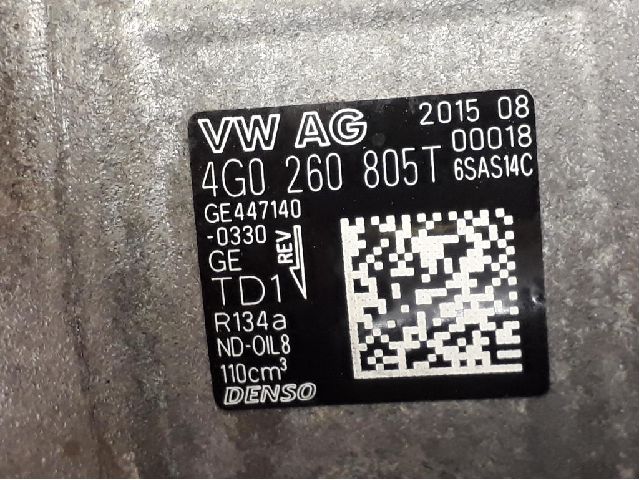 VW AG 2015 08
00018
4G0 260 805T 6SAS14C
GE447140
-0330
GE REV
TD1
R134a
ND-OIL8
110cm³
DENSO